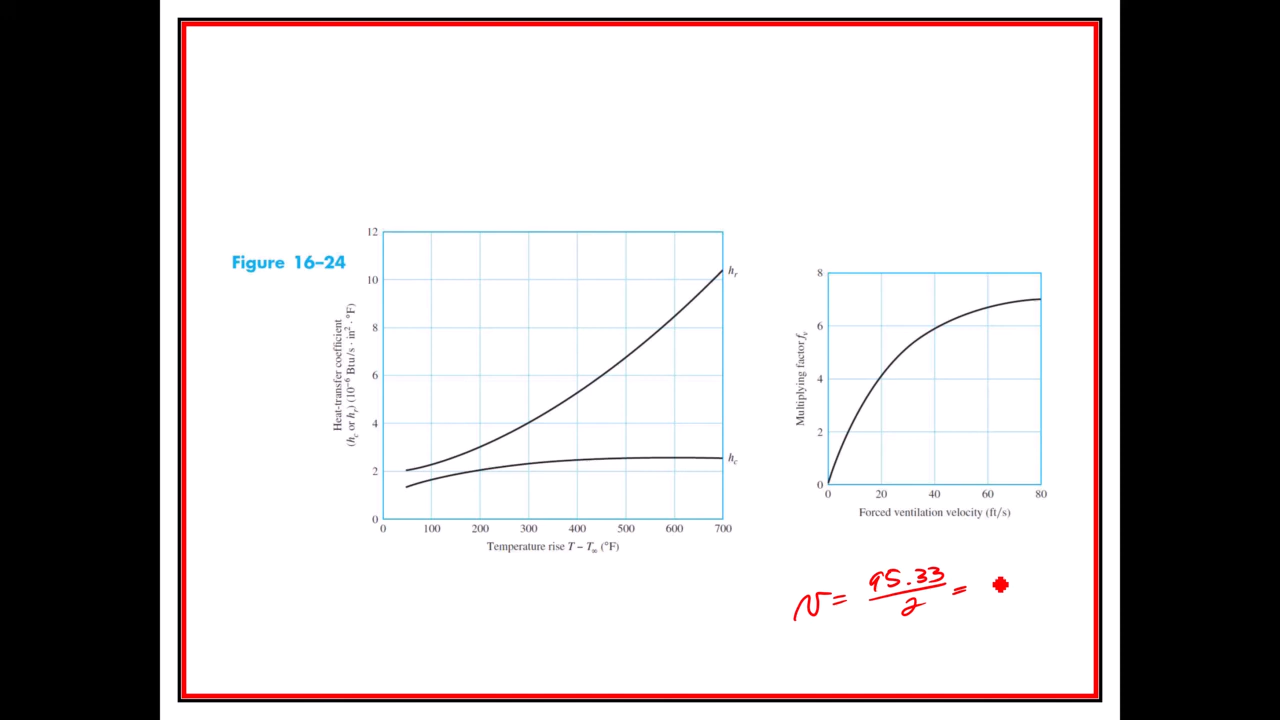 Figure 16–24
12
10
8
6
4
2
0
Heat-transfer coefficient
(h_c or h_r) (10⁻⁶ Btu/s · in² · °F)
h_r
h_c
0 100 200 300 400 500 600 700
Temperature rise T – T∞ (°F)
8
6
4
2
0
Multiplying factor f_v
0 20 40 60 80
Forced ventilation velocity (ft/s)
v = 95.33 / 2 =